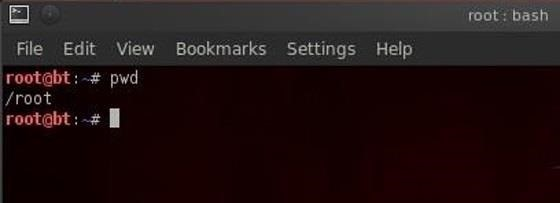 root : bash
File Edit View Bookmarks Settings Help
root@bt:~# pwd
/root
root@bt:~#